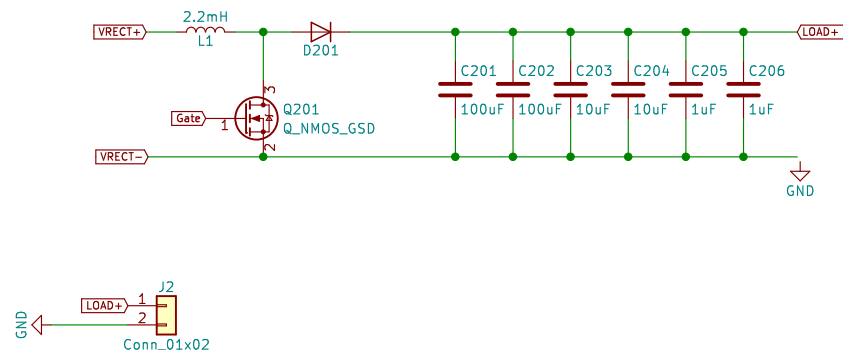 2.2mH
VRECT+
L1
D201
LOAD+
C201 C202 C203 C204 C205 C206
100uF 100uF 10uF 10uF 1uF 1uF
3
Gate
1
Q201
Q_NMOS_GSD
2
VRECT-
GND
J2
LOAD+ 1
GND 2
Conn_01x02